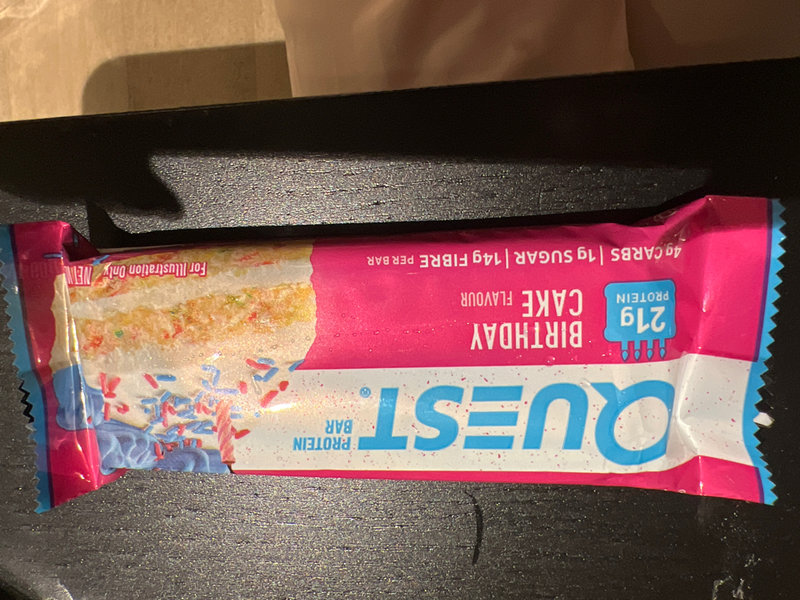 QUEST®
PROTEIN
BAR
21g
PROTEIN
BIRTHDAY
CAKE FLAVOUR
4g CARBS | 1g SUGAR | 14g FIBRE PER BAR
For Illustration Only
NEW